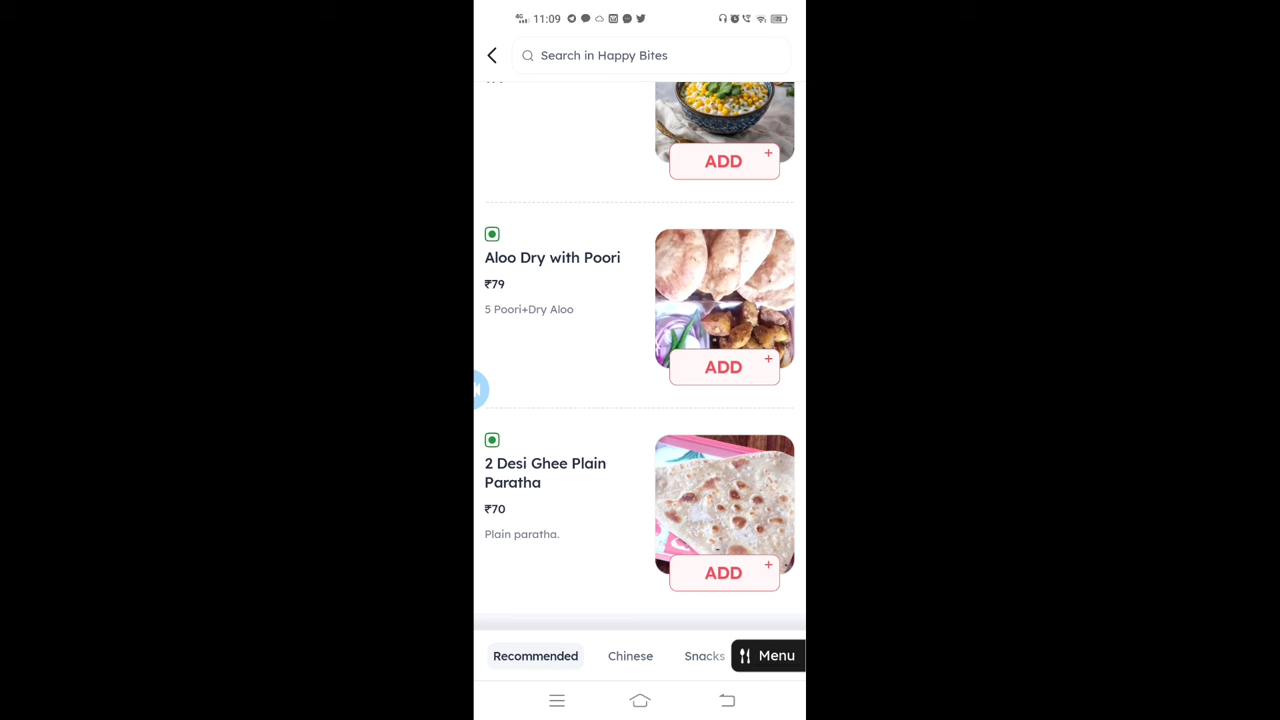 4G 11:09
Search in Happy Bites
ADD +
Aloo Dry with Poori
₹79
5 Poori+Dry Aloo
ADD +
2 Desi Ghee Plain
Paratha
₹70
Plain paratha.
ADD +
Recommended Chinese Snacks Menu